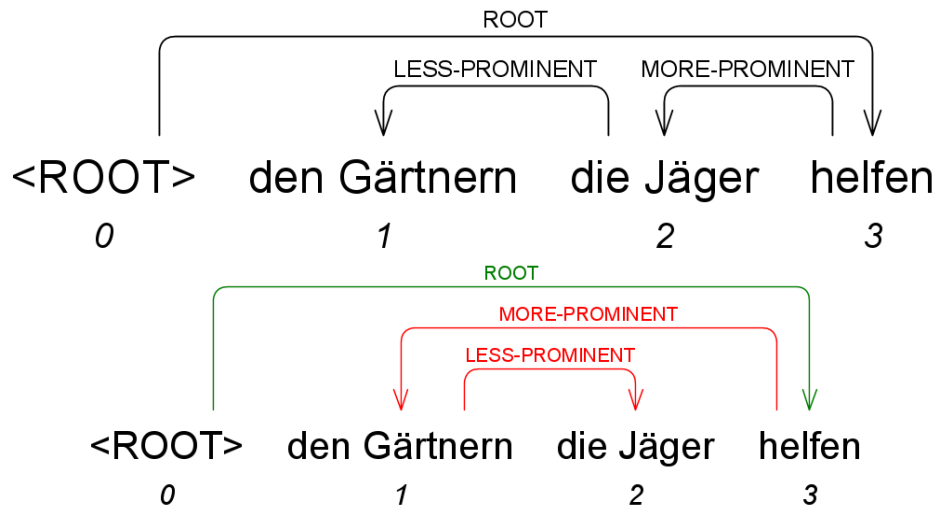 ROOT
LESS-PROMINENT MORE-PROMINENT
<ROOT> den Gärtnern die Jäger helfen
0 1 2 3
ROOT
MORE-PROMINENT
LESS-PROMINENT
<ROOT> den Gärtnern die Jäger helfen
0 1 2 3